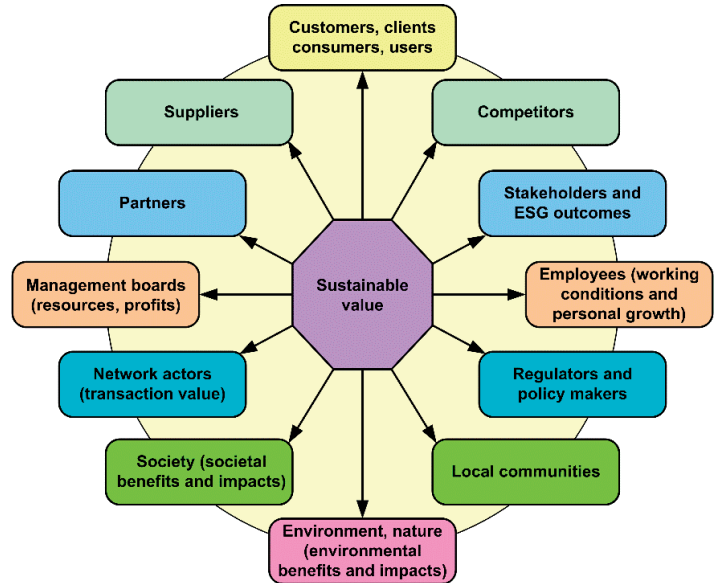 Customers, clients
consumers, users
Suppliers
Competitors
Partners
Stakeholders and
ESG outcomes
Sustainable
value
Management boards
(resources, profits)
Employees (working
conditions and
personal growth)
Network actors
(transaction value)
Regulators and
policy makers
Society (societal
benefits and impacts)
Local communities
Environment, nature
(environmental
benefits and impacts)